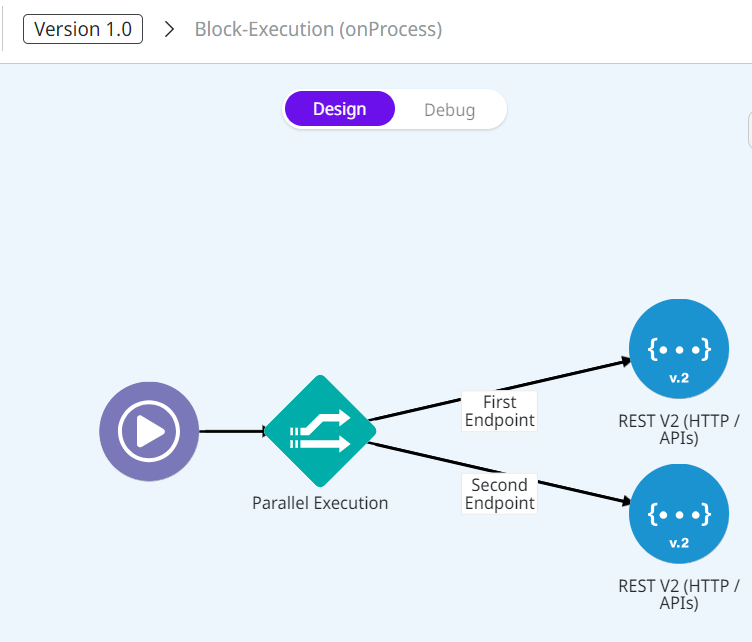 Version 1.0 > Block-Execution (onProcess)
Design Debug
First
Endpoint
{•••}
v.2
REST V2 (HTTP /
APIs)
Parallel Execution
Second
Endpoint
{•••}
v.2
REST V2 (HTTP /
APIs)